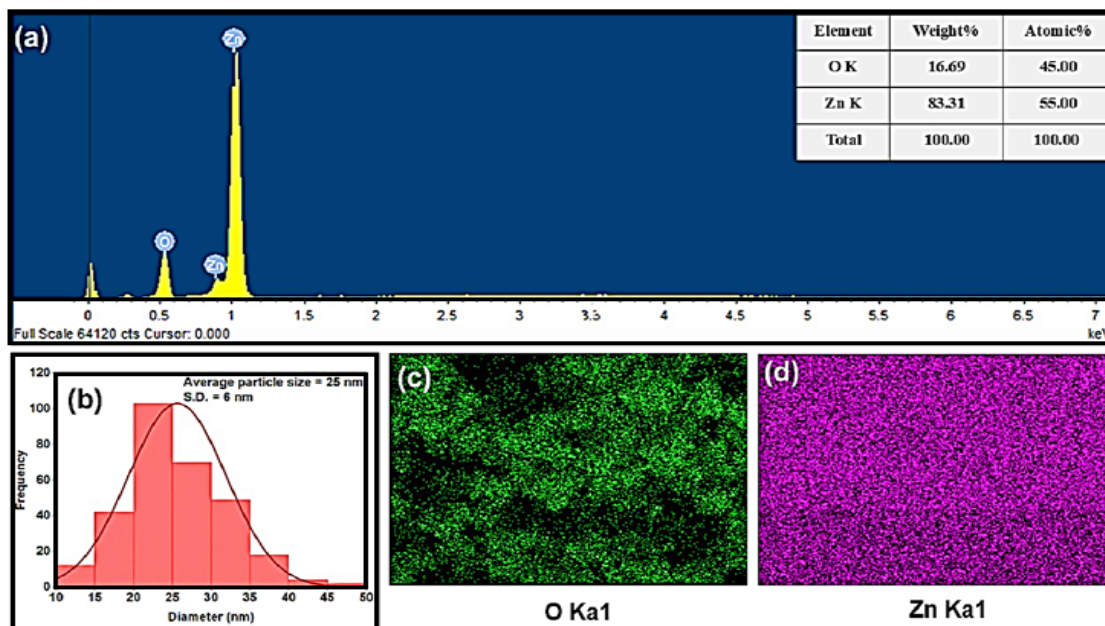 (a)
Zn
O
Zn
Element Weight% Atomic%
O K 16.69 45.00
Zn K 83.31 55.00
Total 100.00 100.00
0 0.5 1 1.5 2 2.5 3 3.5 4 4.5 5 5.5 6 6.5 7
Full Scale 64120 cts Cursor: 0.000 keV
(b)
Average particle size = 25 nm
S.D. = 6 nm
Frequency
120
100
80
60
40
20
0
10 15 20 25 30 35 40 45 50
Diameter (nm)
(c)
O Ka1
(d)
Zn Ka1